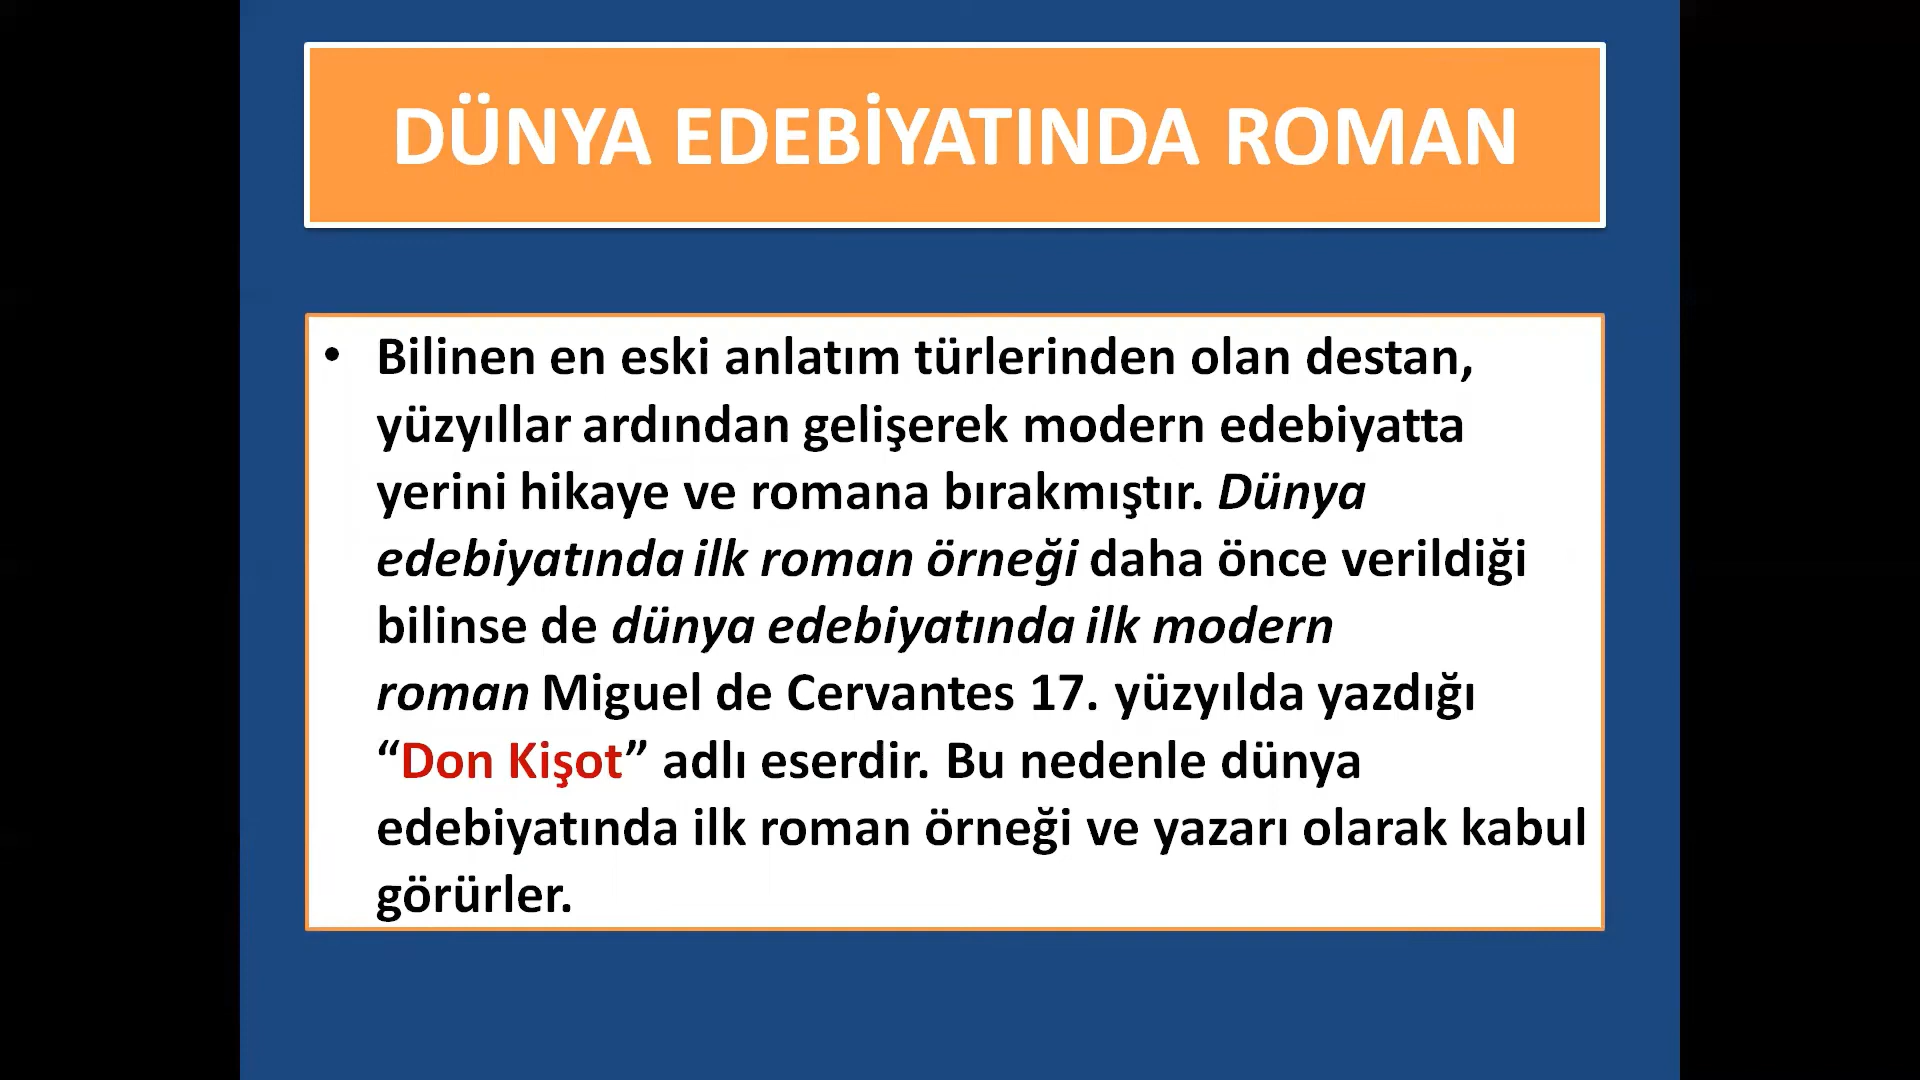 DÜNYA EDEBİYATINDA ROMAN
• Bilinen en eski anlatım türlerinden olan destan,
yüzyıllar ardından gelişerek modern edebiyatta
yerini hikaye ve romana bırakmıştır. Dünya
edebiyatında ilk roman örneği daha önce verildiği
bilinse de dünya edebiyatında ilk modern
roman Miguel de Cervantes 17. yüzyılda yazdığı
“Don Kişot” adlı eserdir. Bu nedenle dünya
edebiyatında ilk roman örneği ve yazarı olarak kabul
görürler.